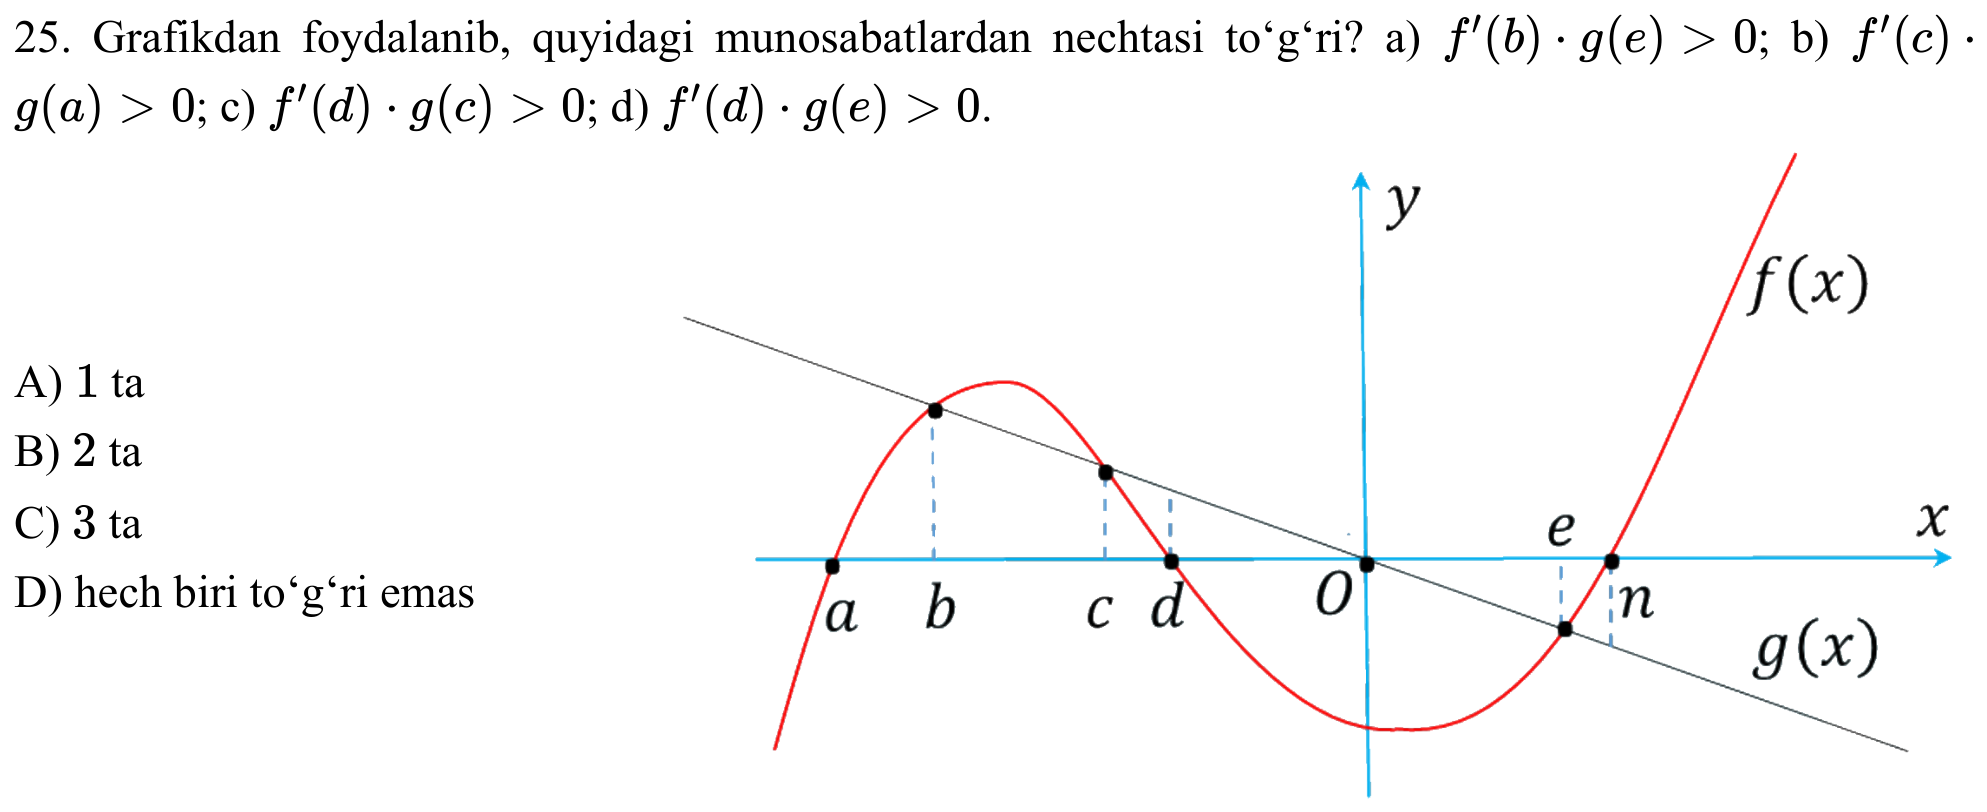 25. Grafikdan foydalanib, quyidagi munosabatlardan nechtasi to‘g‘ri? a) f′(b) · g(e) > 0; b) f′(c) ·
g(a) > 0; c) f′(d) · g(c) > 0; d) f′(d) · g(e) > 0.
y
f(x)
A) 1 ta
B) 2 ta
C) 3 ta
D) hech biri to‘g‘ri emas
e
x
a
b
c
d
O
n
g(x)